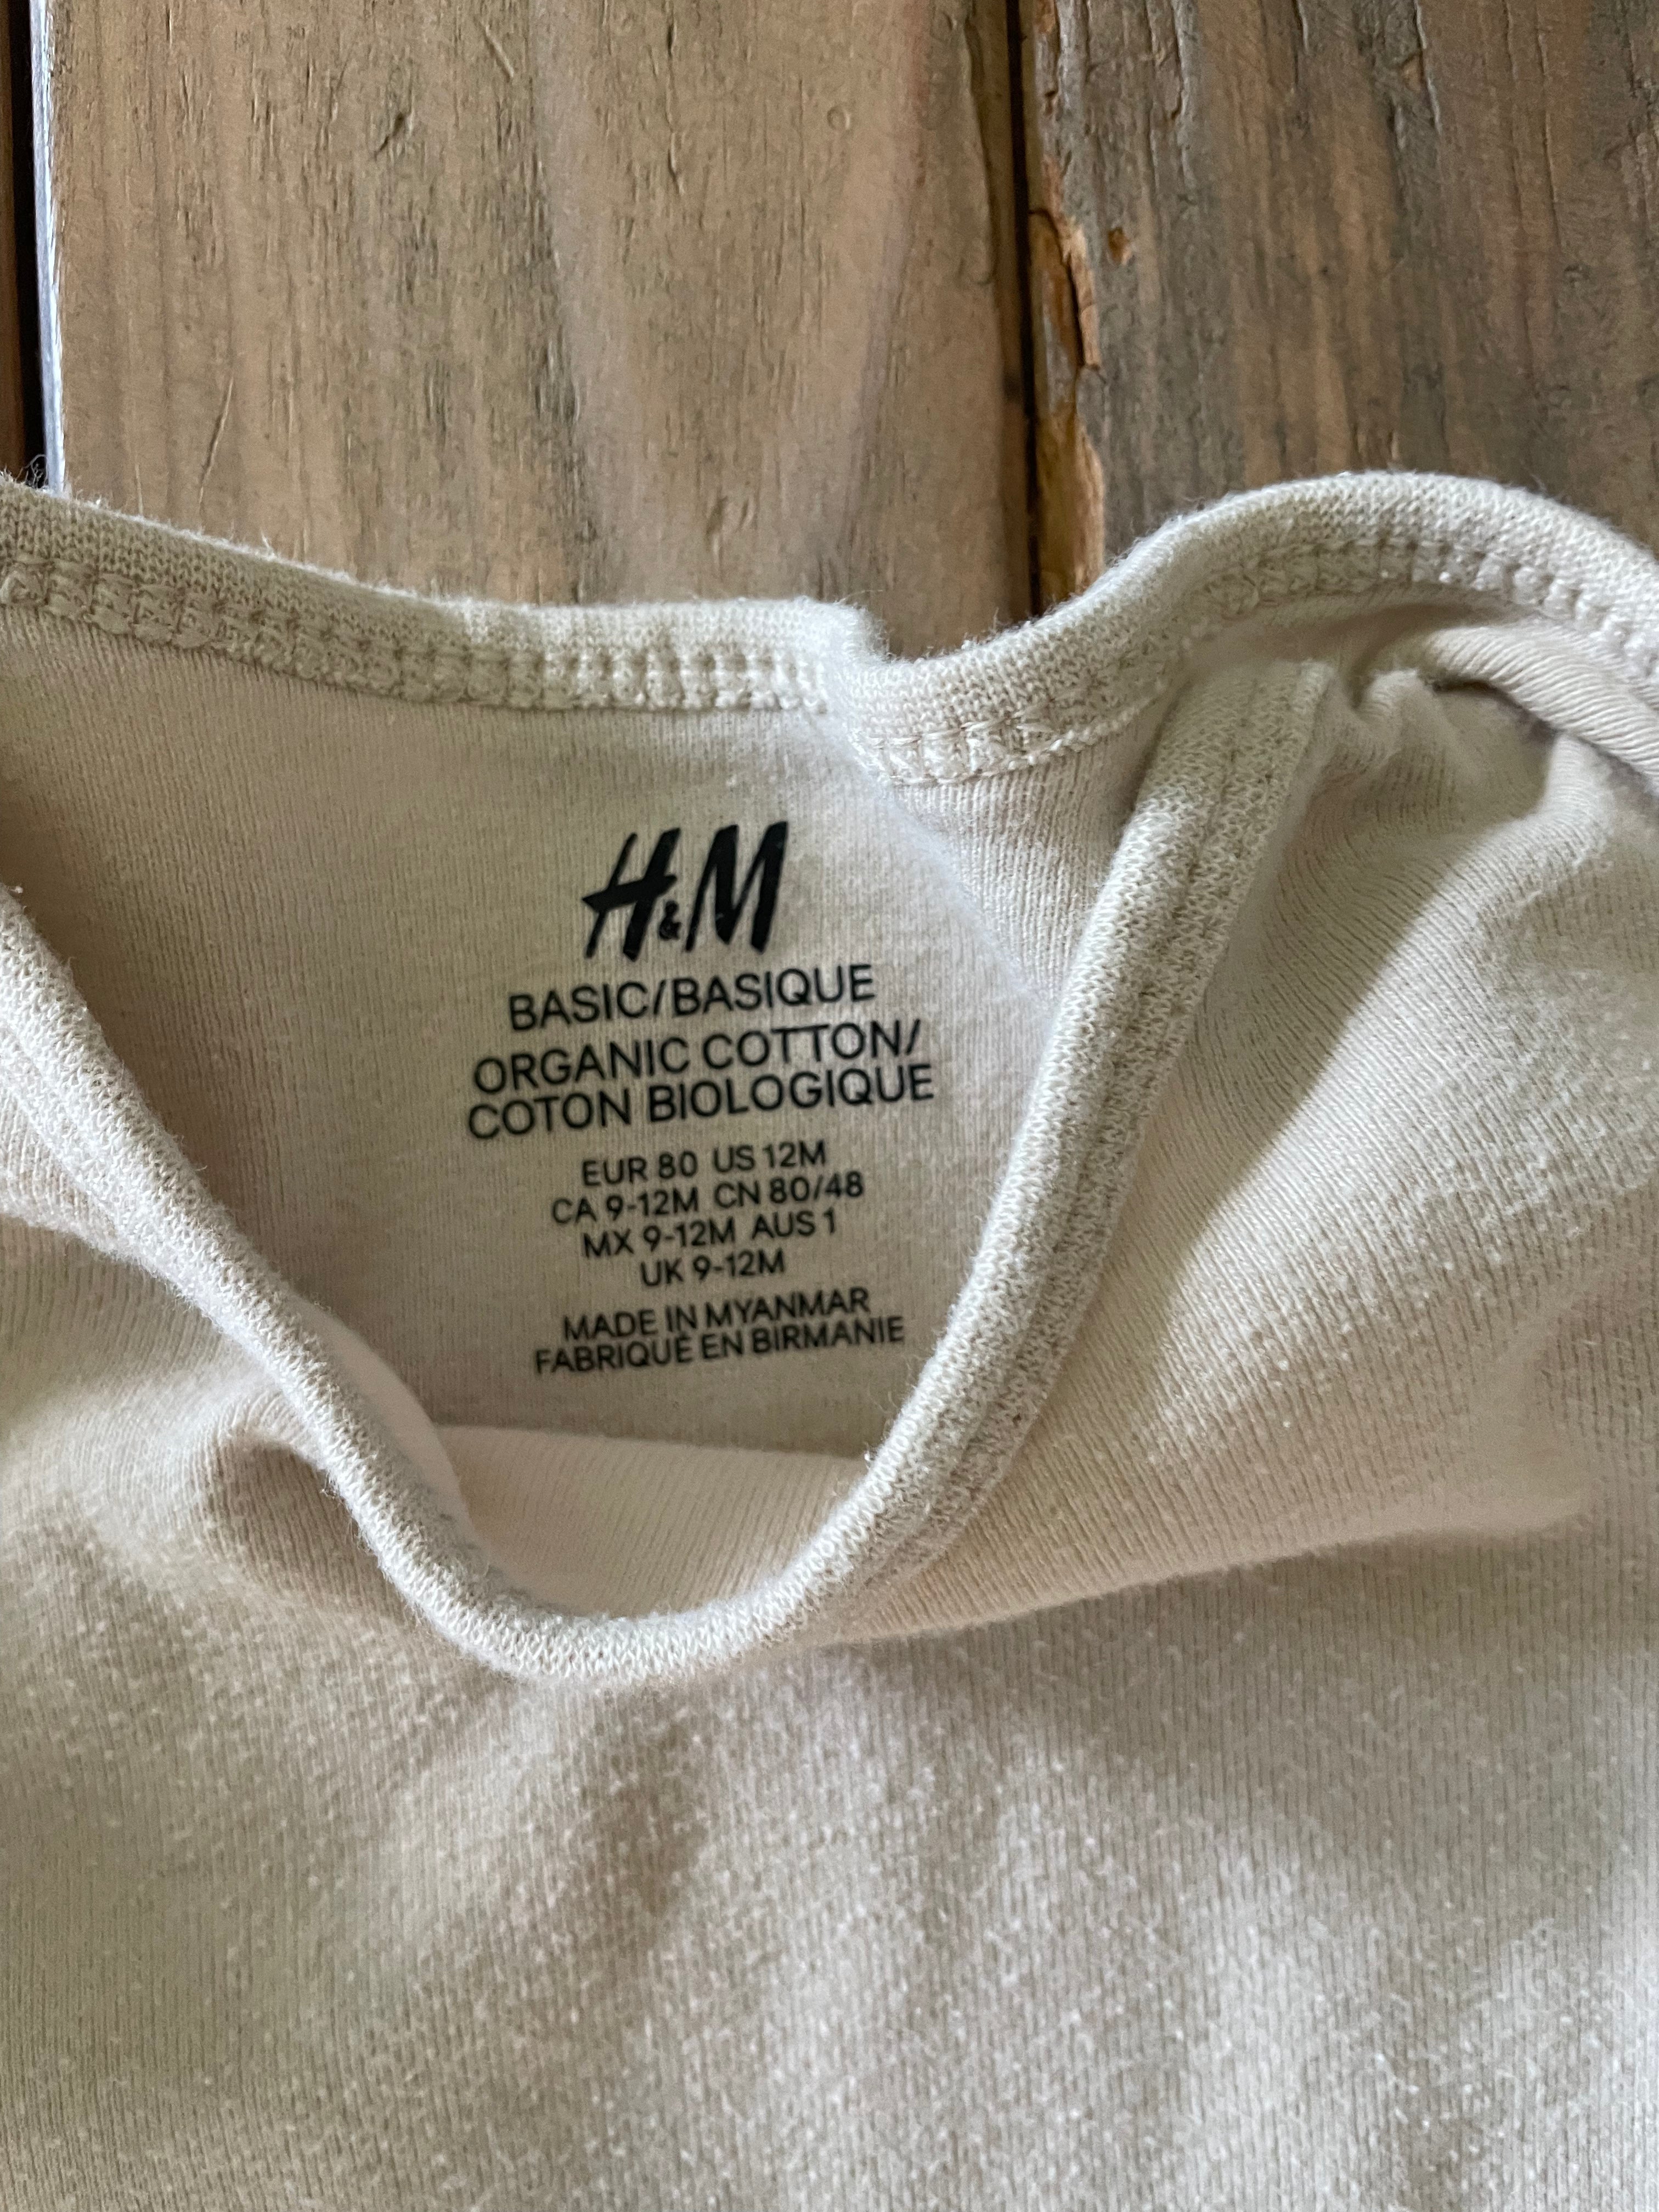 H&M
BASIC/BASIQUE
ORGANIC COTTON/
COTON BIOLOGIQUE
EUR 80 US 12M
CA 9-12M CN 80/48
MX 9-12M AUS 1
UK 9-12M
MADE IN MYANMAR
FABRIQUÉ EN BIRMANIE